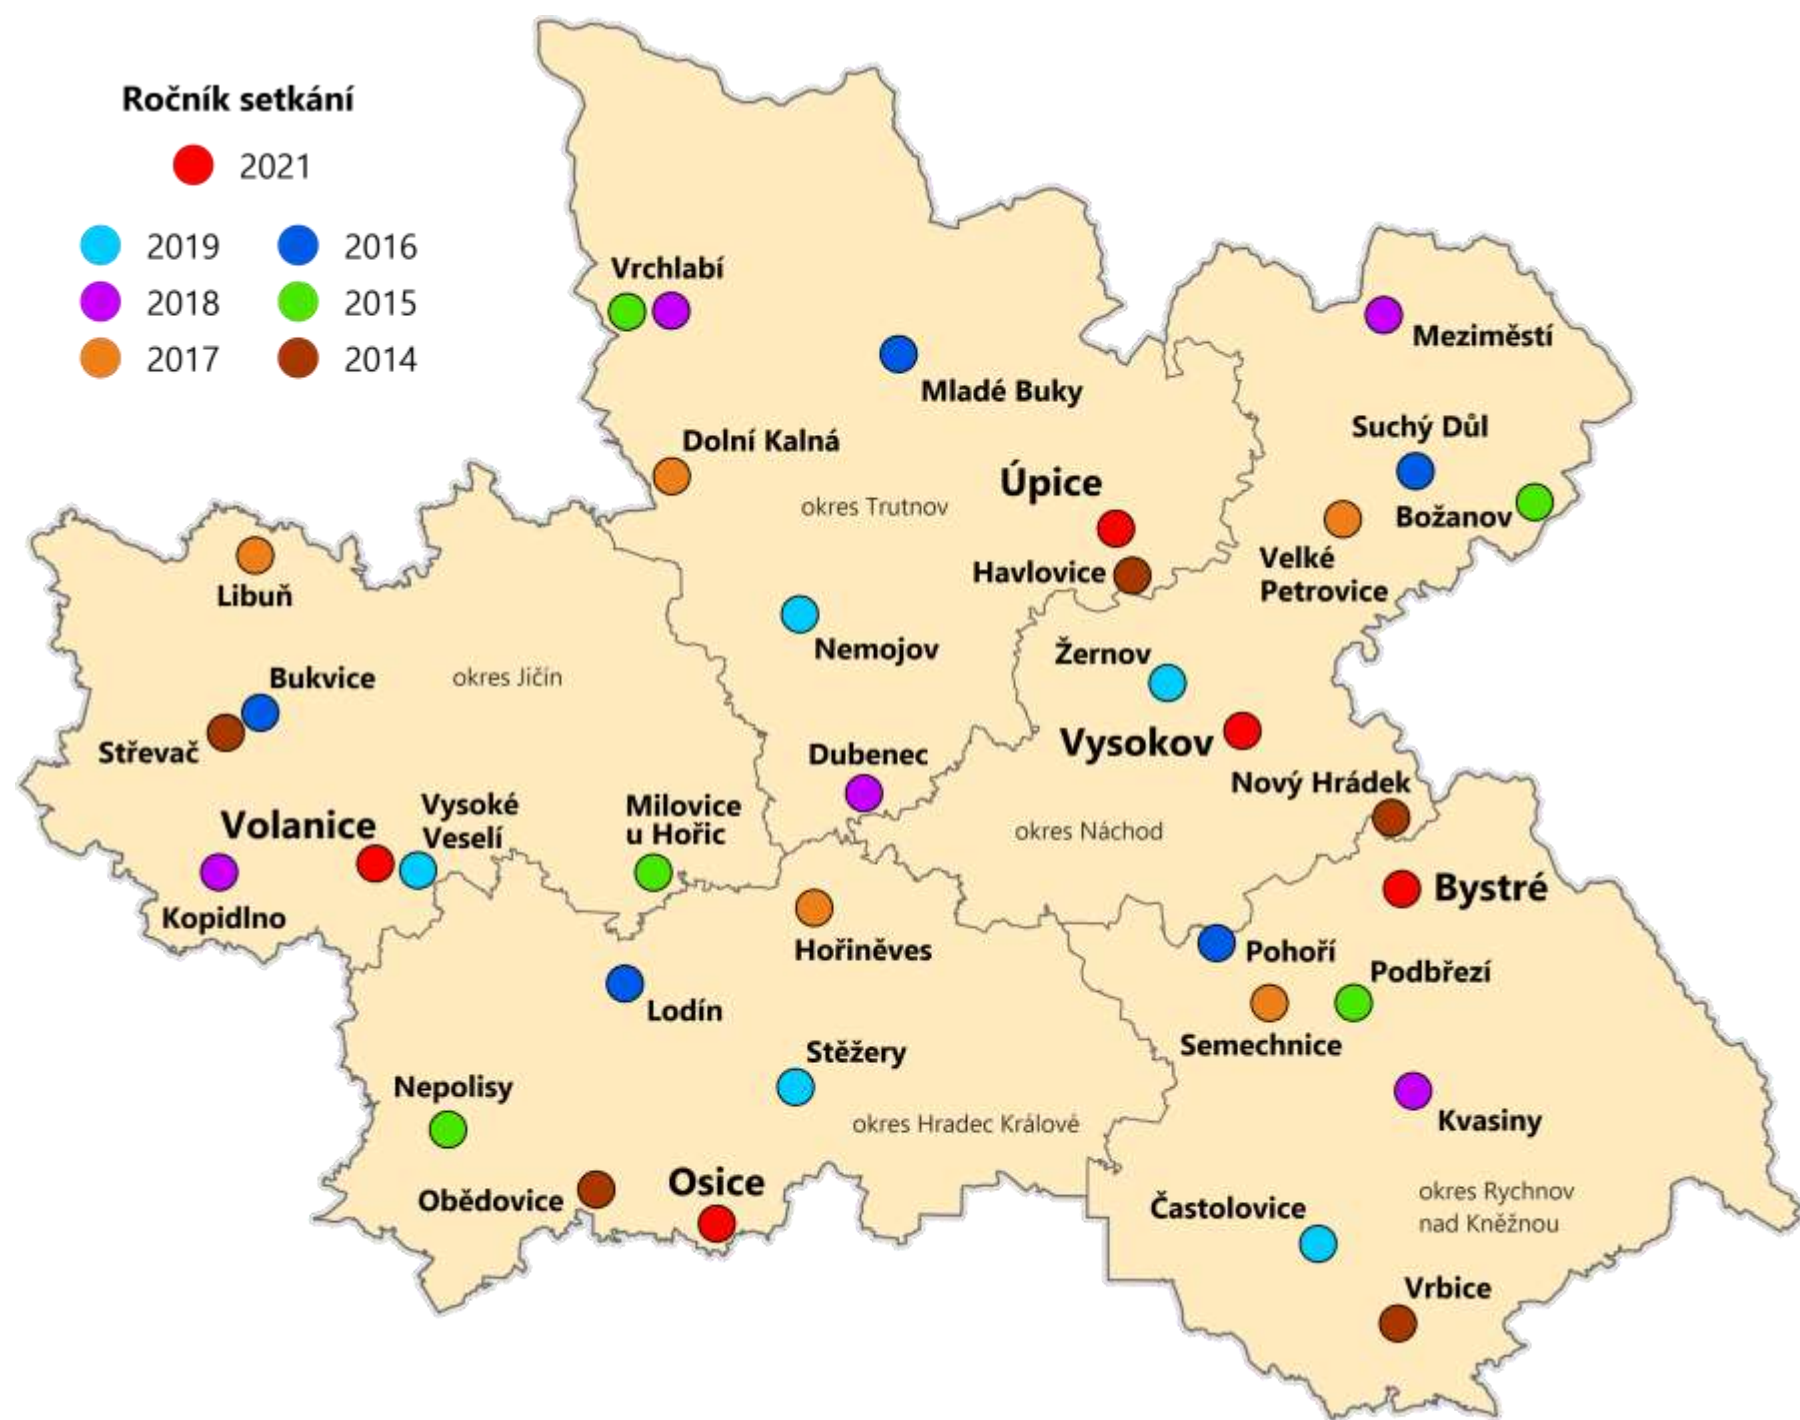 Ročník setkání
2021
2019
2016
2018
2015
2017
2014
Vrchlabí
Meziměstí
Mladé Buky
Suchý Důl
Dolní Kalná
Úpice
okres Trutnov
Božanov
Velké
Petrovice
Havlovice
Libuň
Nemojov
Žernov
Bukvice
okres Jičín
Střevač
Vysokov
Dubenec
Nový Hrádek
Vysoké
Veselí
Milovice
u Hořic
Volanice
okres Náchod
Bystré
Kopidlno
Hořiněves
Pohoří
Podbřezí
Lodín
Semechnice
Stěžery
Nepolisy
okres Hradec Králové
Kvasiny
Osice
Obědovice
okres Rychnov
nad Kněžnou
Častolovice
Vrbice